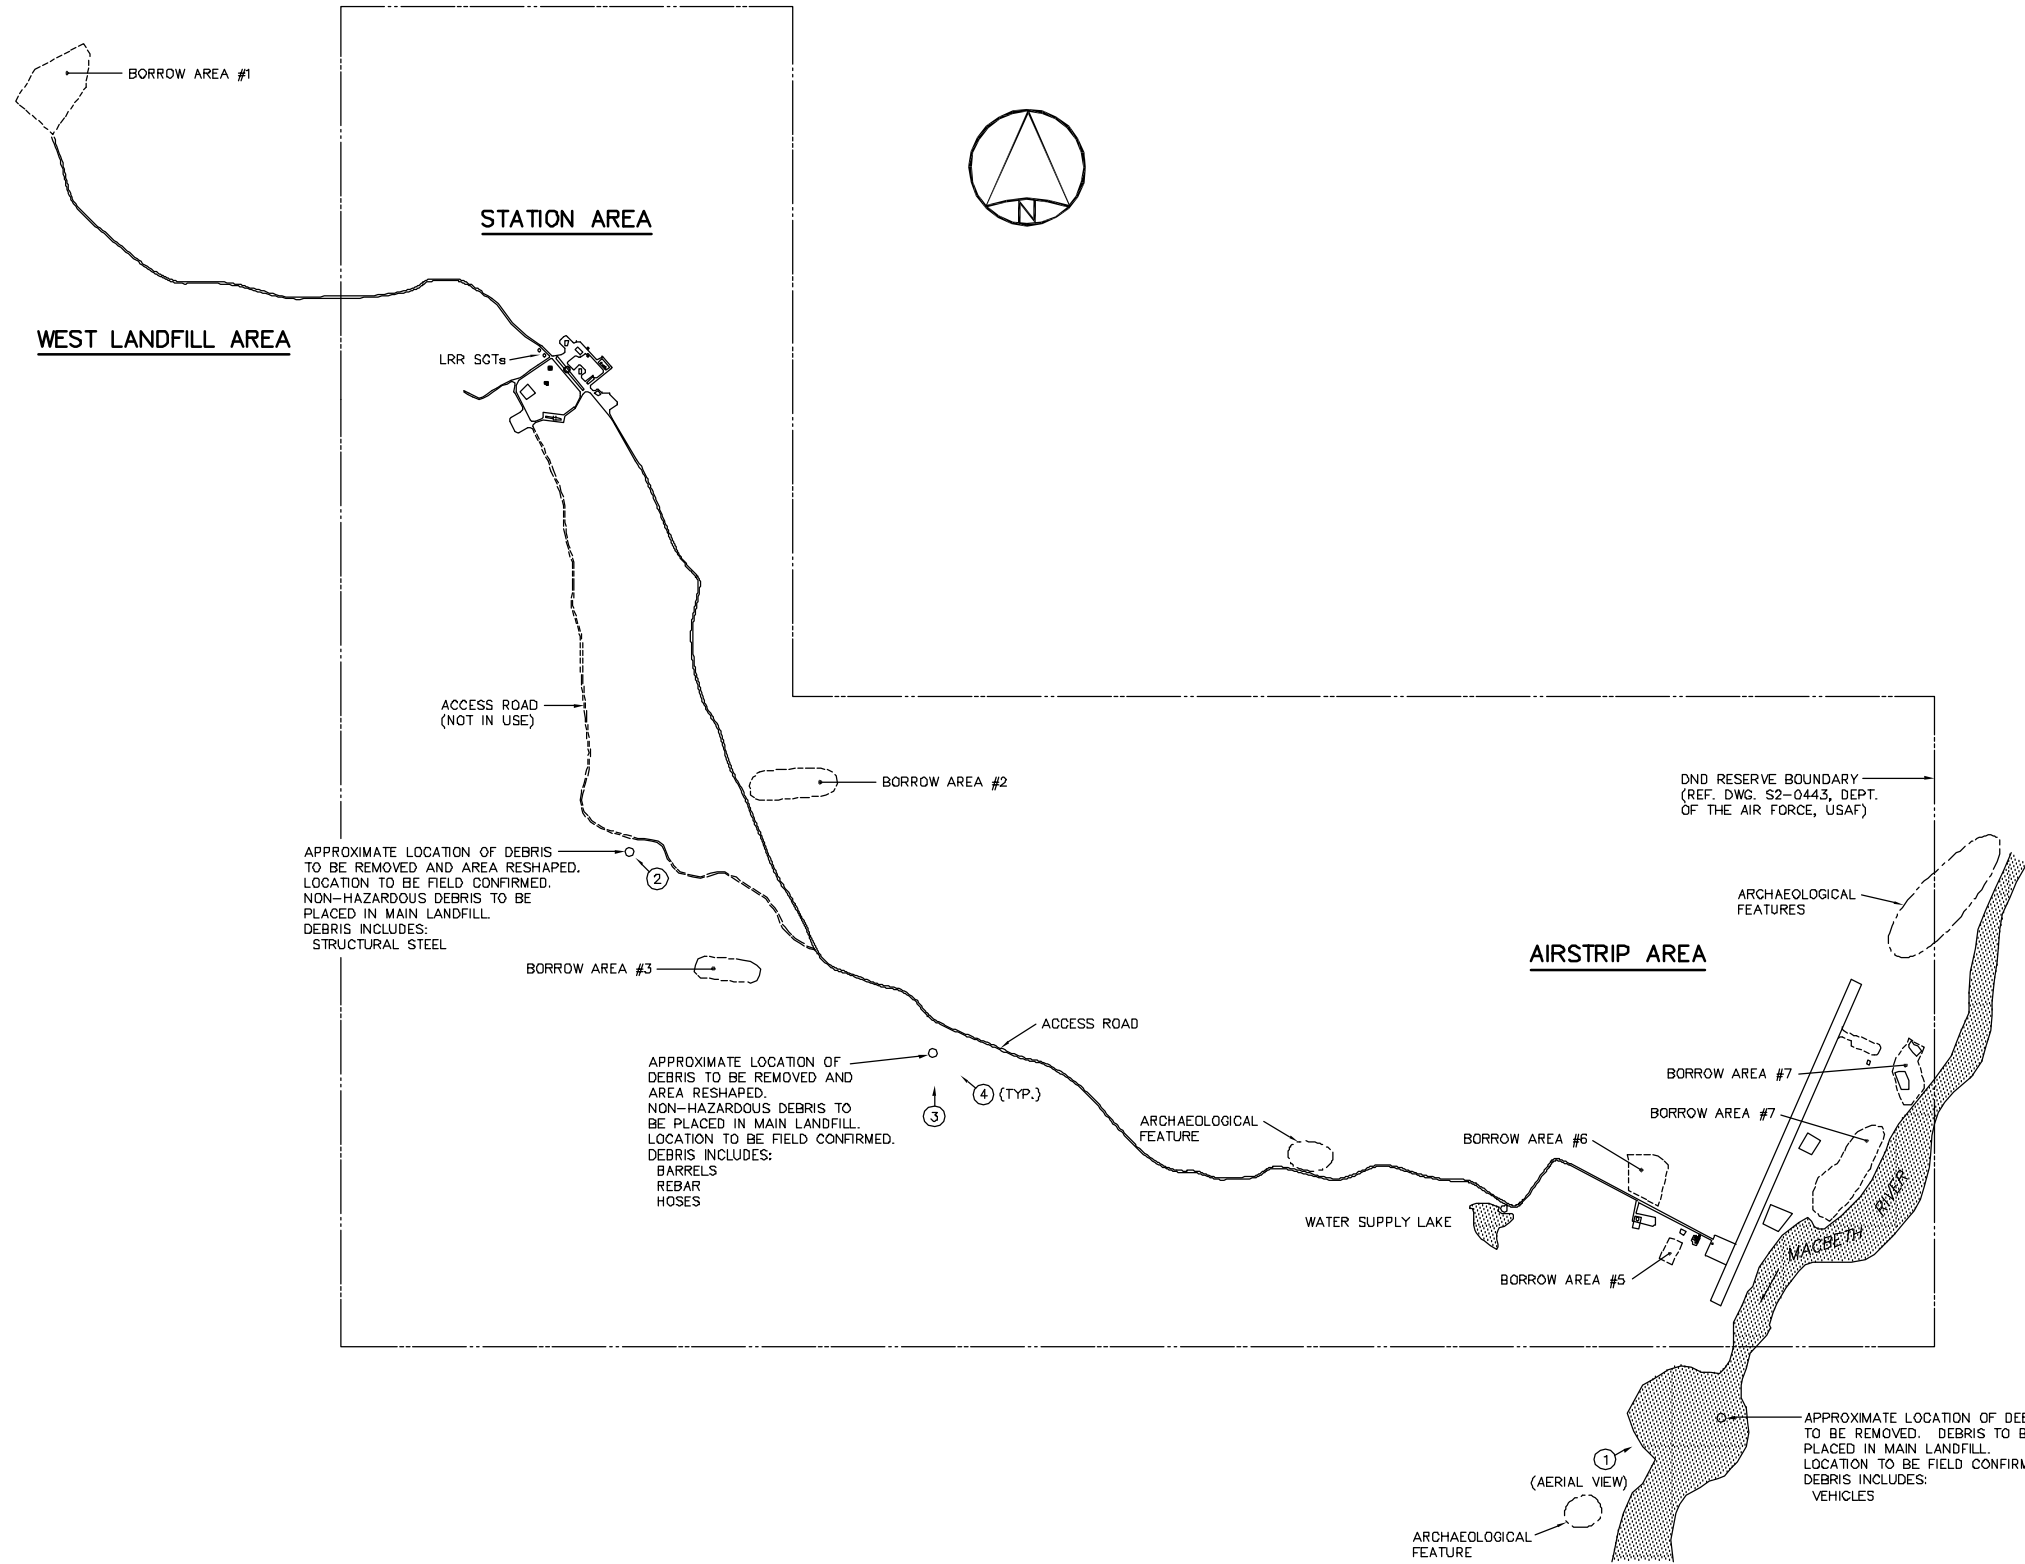 BORROW AREA #1
N
STATION AREA
WEST LANDFILL AREA
LRR SGTs
ACCESS ROAD
(NOT IN USE)
BORROW AREA #2
DND RESERVE BOUNDARY
(REF. DWG. S2-0443, DEPT.
OF THE AIR FORCE, USAF)
APPROXIMATE LOCATION OF DEBRIS
TO BE REMOVED AND AREA RESHAPED.
LOCATION TO BE FIELD CONFIRMED.
NON-HAZARDOUS DEBRIS TO BE
PLACED IN MAIN LANDFILL.
DEBRIS INCLUDES:
STRUCTURAL STEEL
2
ARCHAEOLOGICAL
FEATURES
AIRSTRIP AREA
BORROW AREA #3
ACCESS ROAD
APPROXIMATE LOCATION OF
DEBRIS TO BE REMOVED AND
AREA RESHAPED.
NON-HAZARDOUS DEBRIS TO
BE PLACED IN MAIN LANDFILL.
LOCATION TO BE FIELD CONFIRMED.
DEBRIS INCLUDES:
BARRELS
REBAR
HOSES
3
4 (TYP.)
BORROW AREA #7
BORROW AREA #7
ARCHAEOLOGICAL
FEATURE
BORROW AREA #6
WATER SUPPLY LAKE
MACBETH RIVER
BORROW AREA #5
APPROXIMATE LOCATION OF DEB
TO BE REMOVED. DEBRIS TO B
PLACED IN MAIN LANDFILL.
LOCATION TO BE FIELD CONFIRM
DEBRIS INCLUDES:
VEHICLES
1
(AERIAL VIEW)
ARCHAEOLOGICAL
FEATURE